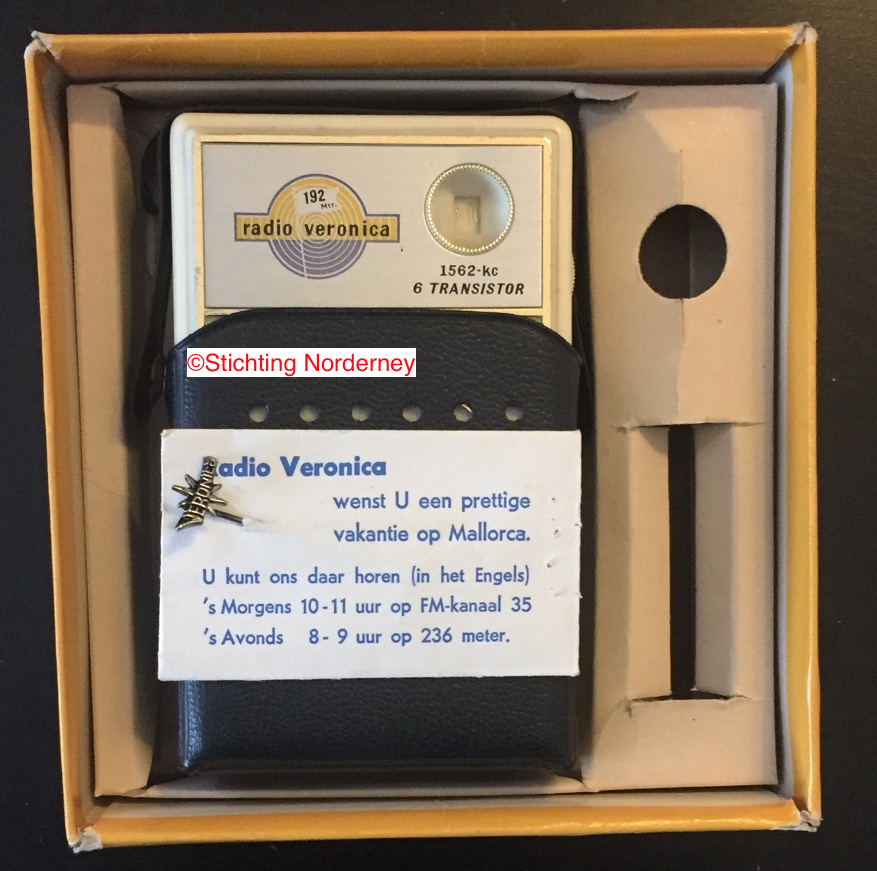 192
Mtr.
radio veronica
1562-kc
6 TRANSISTOR
©Stichting Norderney
adio Veronica
VERONICA
wenst U een prettige
vakantie op Mallorca.
U kunt ons daar horen (in het Engels)
's Morgens 10-11 uur op FM-kanaal 35
's Avonds 8- 9 uur op 236 meter.